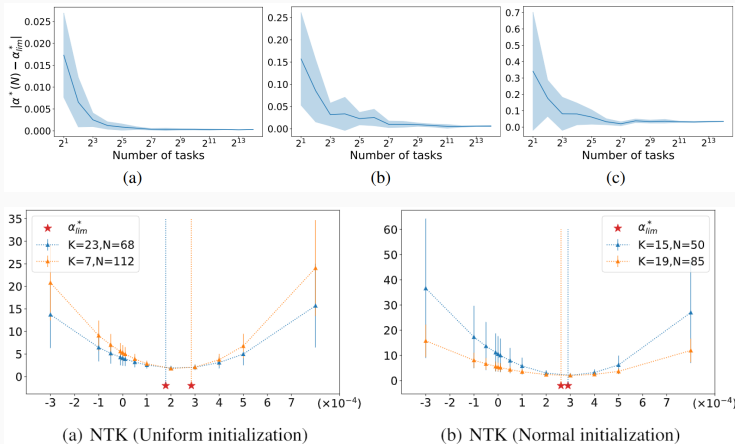 |α*(N) − α*lim|
0.025
0.020
0.015
0.010
0.005
0.000
2^1 2^3 2^5 2^7 2^9 2^11 2^13
Number of tasks
(a)
0.25
0.20
0.15
0.10
0.05
0.00
2^1 2^3 2^5 2^7 2^9 2^11 2^13
Number of tasks
(b)
0.7
0.6
0.5
0.4
0.3
0.2
0.1
0.0
2^1 2^3 2^5 2^7 2^9 2^11 2^13
Number of tasks
(c)
35
30
25
20
15
10
5
0
α*lim
K=23,N=68
K=7,N=112
-3 -1 0 1 2 3 4 5 7 (×10^-4)
(a) NTK (Uniform initialization)
60
50
40
30
20
10
0
α*lim
K=15,N=50
K=19,N=85
-3 -1 0 1 2 3 4 5 7 (×10^-4)
(b) NTK (Normal initialization)